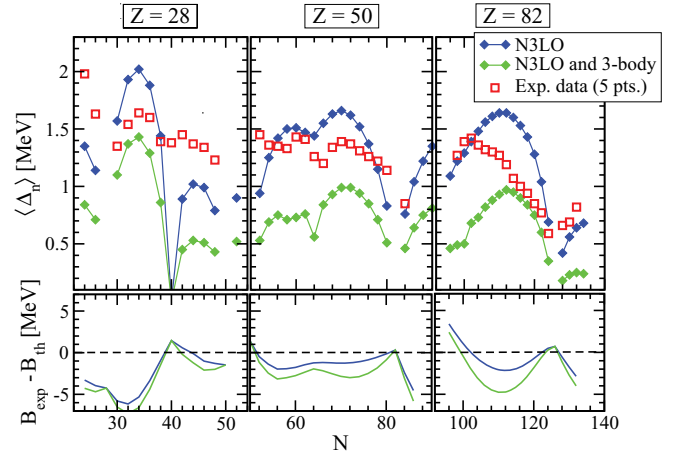 Z = 28
Z = 50
Z = 82
N3LO
N3LO and 3-body
Exp. data (5 pts.)
⟨Δn⟩ [MeV]
2
1.5
1
0.5
Bexp - Bth [MeV]
5
0
-5
30 40 50
60 80
100 120 140
N